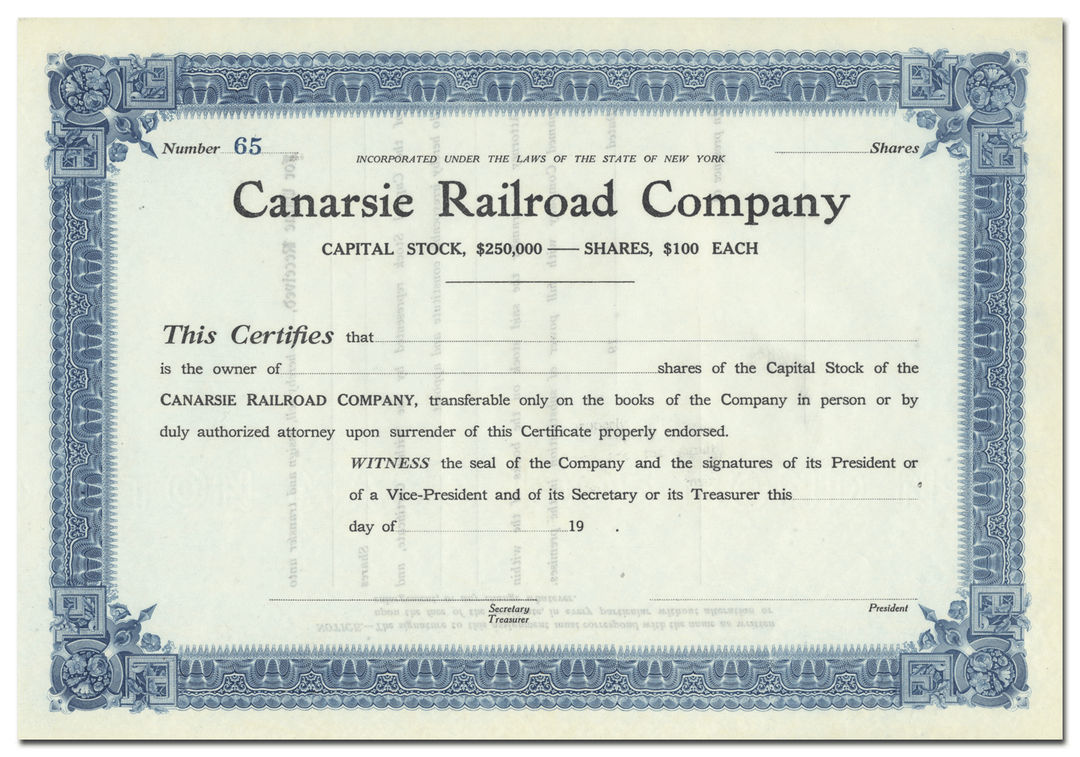 Number 65
INCORPORATED UNDER THE LAWS OF THE STATE OF NEW YORK
Shares
Canarsie Railroad Company
CAPITAL STOCK, $250,000 — SHARES, $100 EACH
This Certifies that
is the owner of shares of the Capital Stock of the
CANARSIE RAILROAD COMPANY, transferable only on the books of the Company in person or by
duly authorized attorney upon surrender of this Certificate properly endorsed.
WITNESS the seal of the Company and the signatures of its President or
of a Vice-President and of its Secretary or its Treasurer this
day of 19 .
Secretary
Treasurer
President